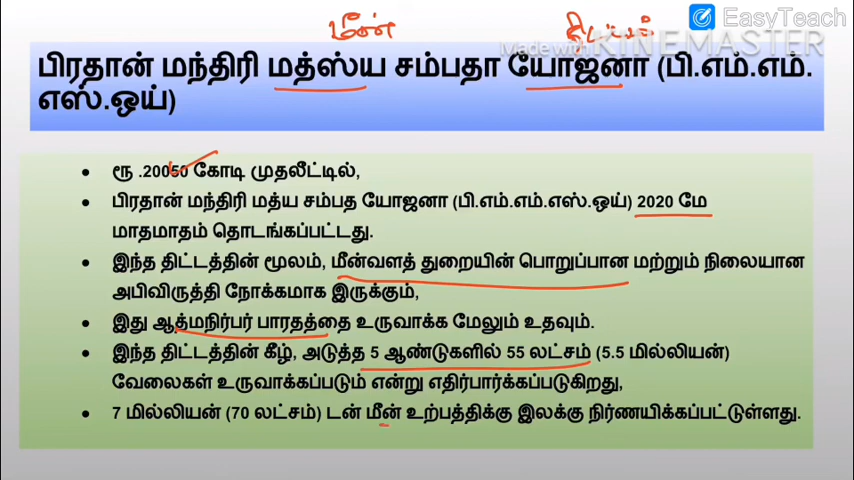 EasyTeach
மீன்
திட்டம்
Made with KINEMASTER
பிரதான் மந்திரி மத்ஸ்ய சம்பதா யோஜனா (பி.எம்.எம்.
எஸ்.ஒய்)
ரூ .20050 கோடி முதலீட்டில்,
பிரதான் மந்திரி மத்ய சம்பத யோஜனா (பி.எம்.எம்.எஸ்.ஒய்) 2020 மே
மாதமாதம் தொடங்கப்பட்டது.
இந்த திட்டத்தின் மூலம், மீன்வளத் துறையின் பொறுப்பான மற்றும் நிலையான
அபிவிருத்தி நோக்கமாக இருக்கும்,
இது ஆத்மநிர்பர் பாரதத்தை உருவாக்க மேலும் உதவும்.
இந்த திட்டத்தின் கீழ், அடுத்த 5 ஆண்டுகளில் 55 லட்சம் (5.5 மில்லியன்)
வேலைகள் உருவாக்கப்படும் என்று எதிர்பார்க்கப்படுகிறது,
7 மில்லியன் (70 லட்சம்) டன் மீன் உற்பத்திக்கு இலக்கு நிர்ணயிக்கப்பட்டுள்ளது.